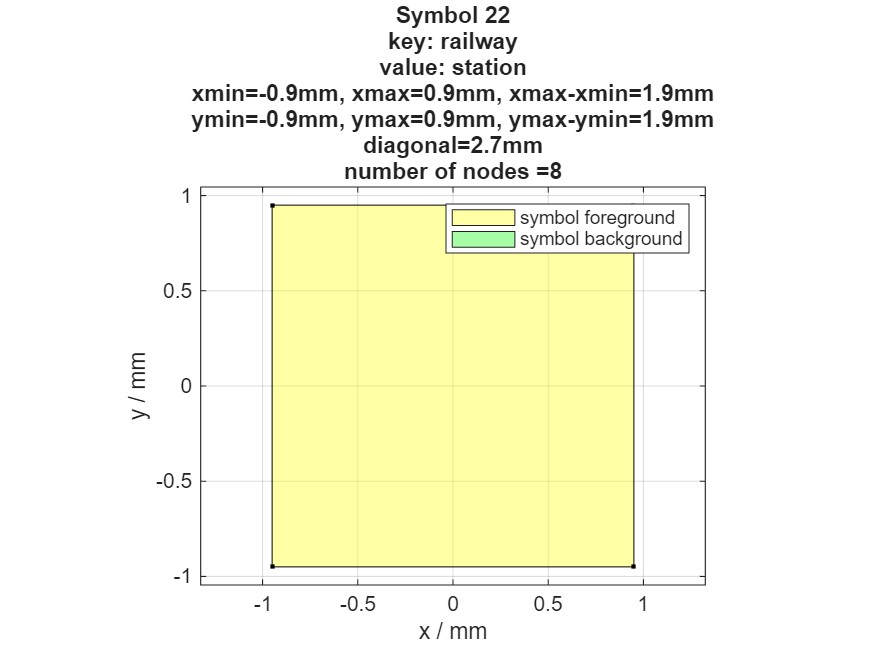 Symbol 22
key: railway
value: station
xmin=-0.9mm, xmax=0.9mm, xmax-xmin=1.9mm
ymin=-0.9mm, ymax=0.9mm, ymax-ymin=1.9mm
diagonal=2.7mm
number of nodes =8
symbol foreground
symbol background
1
0.5
0
-0.5
-1
y / mm
-1
-0.5
0
0.5
1
x / mm